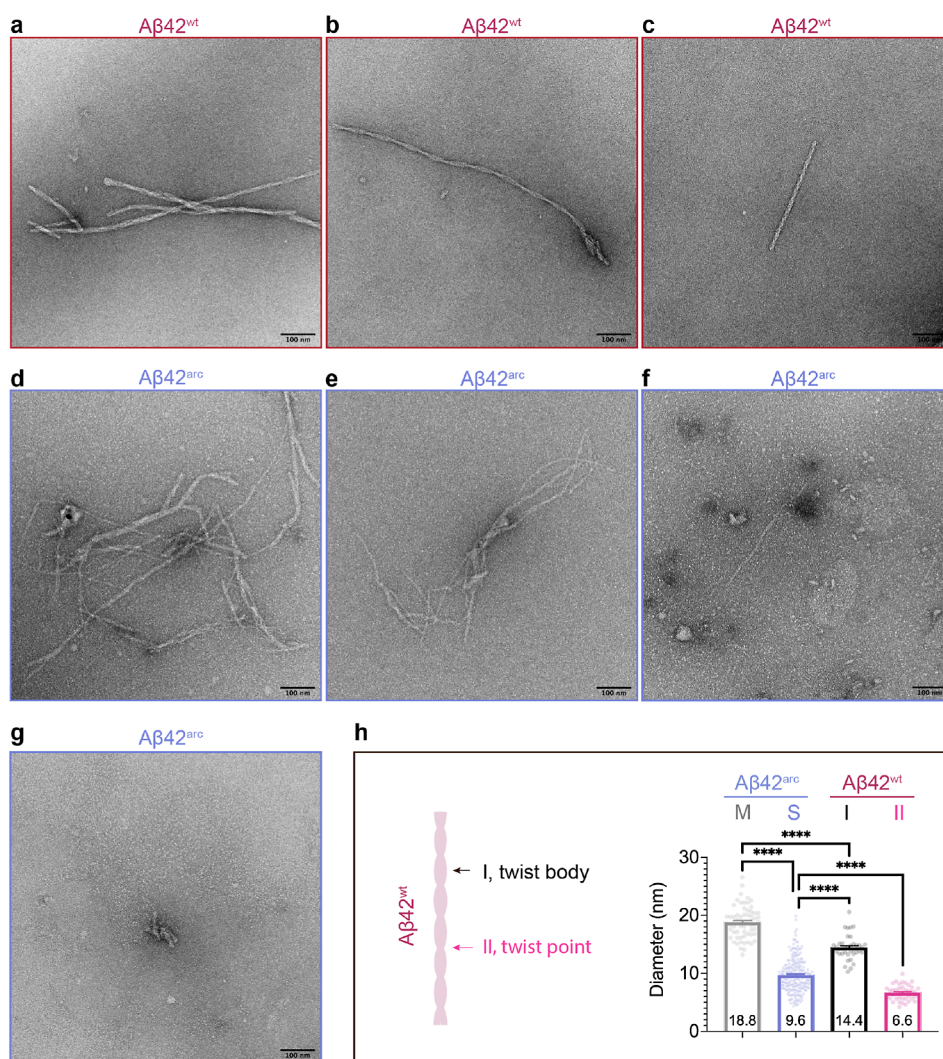 a
Aβ42wt
b
Aβ42wt
c
Aβ42wt
100 nm
100 nm
100 nm
d
Aβ42arc
e
Aβ42arc
f
Aβ42arc
100 nm
100 nm
100 nm
g
Aβ42arc
100 nm
h
Aβ42wt
I, twist body
II, twist point
Aβ42arc
Aβ42wt
M
S
I
II
****
****
****
****
Diameter (nm)
30
20
10
0
18.8
9.6
14.4
6.6